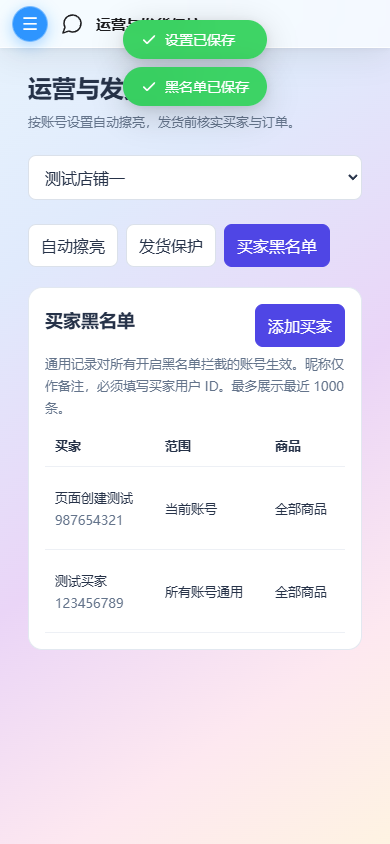 运营与发货保护
设置已保存
黑名单已保存
运营与发
按账号设置自动擦亮，发货前核实买家与订单。
测试店铺一
自动擦亮
发货保护
买家黑名单
买家黑名单
添加买家
通用记录对所有开启黑名单拦截的账号生效。昵称仅
作备注，必须填写买家用户 ID。最多展示最近 1000
条。
买家 范围 商品
页面创建测试
987654321
当前账号 全部商品
测试买家
123456789
所有账号通用 全部商品